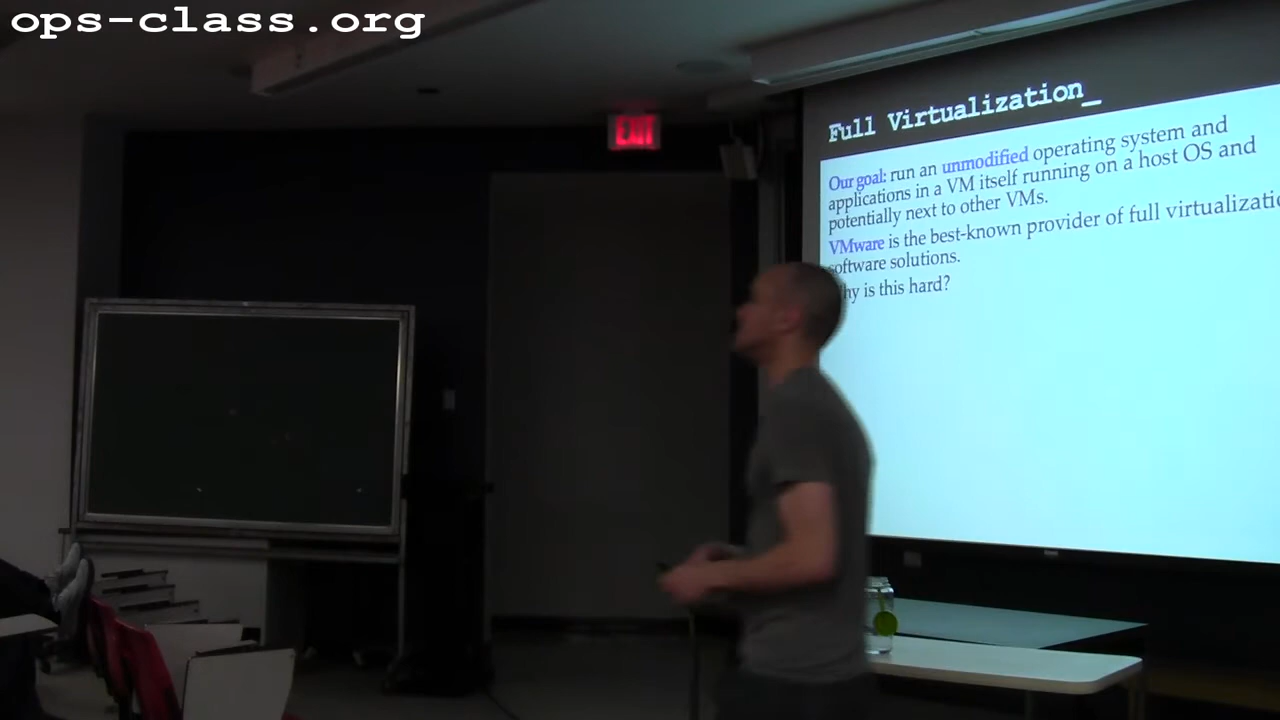 ops-class.org
EXIT
Full Virtualization_
Our goal: run an unmodified operating system and
applications in a VM itself running on a host OS and
potentially next to other VMs.
VMware is the best-known provider of full virtualizatio
software solutions.
hy is this hard?